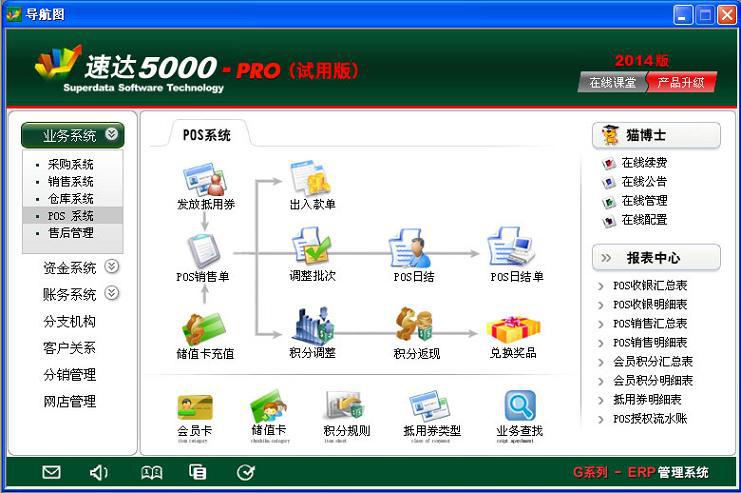 导航图
速达5000 - PRO（试用版）
Superdata Software Technology
2014版
在线课堂 产品升级
业务系统
采购系统
销售系统
仓库系统
POS 系统
售后管理
资金系统
账务系统
分支机构
客户关系
分销管理
网店管理
POS系统
发放抵用券
出入款单
POS销售单
调整批次
POS日结
POS日结单
储值卡充值
积分调整
积分返现
兑换奖品
会员卡
储值卡
积分规则
抵用券类型
业务查找
猫博士
在线续费
在线公告
在线管理
在线配置
报表中心
POS收银汇总表
POS收银明细表
POS销售汇总表
POS销售明细表
会员积分汇总表
会员积分明细表
抵用券明细表
POS授权流水账
G系列 - ERP管理系统